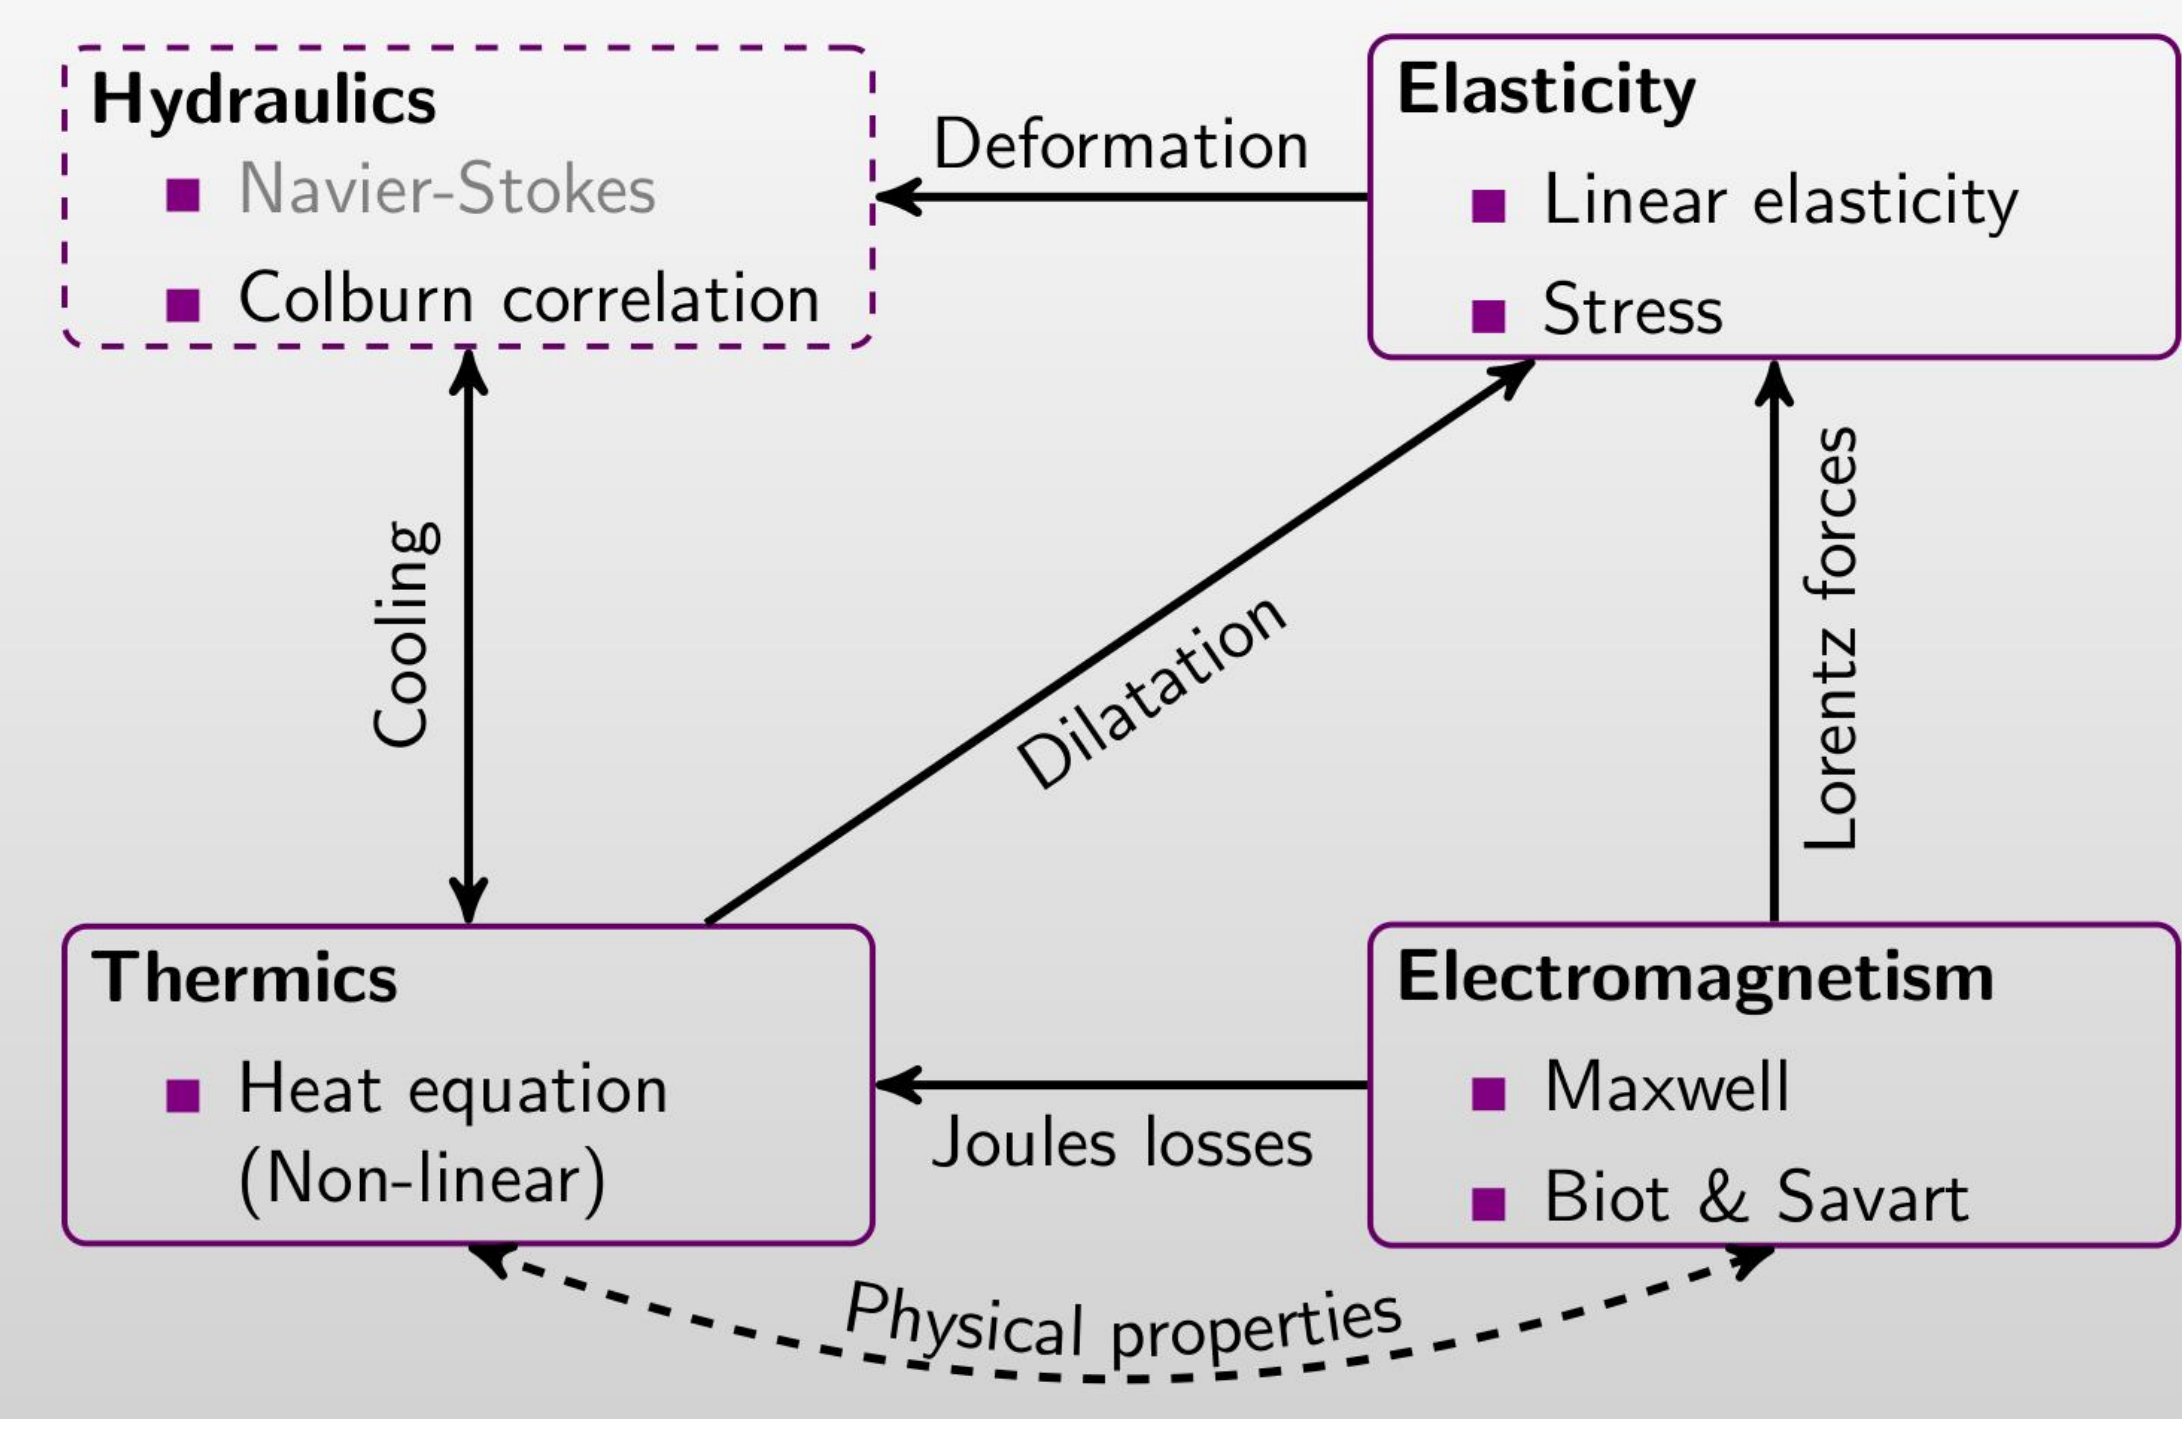 Hydraulics
Navier-Stokes
Colburn correlation
Deformation
Elasticity
Linear elasticity
Stress
Cooling
Dilatation
Lorentz forces
Thermics
Heat equation
(Non-linear)
Joules losses
Electromagnetism
Maxwell
Biot & Savart
Physical properties